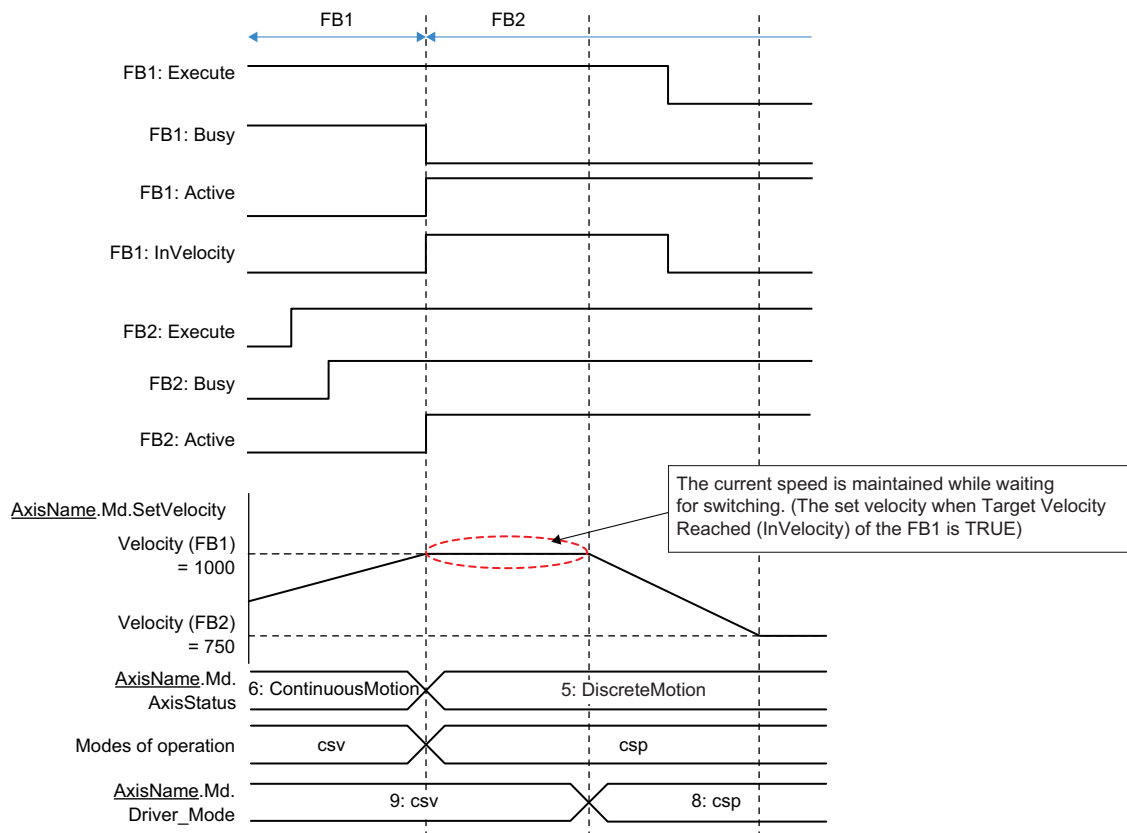 FB1
FB2
FB1: Execute
FB1: Busy
FB1: Active
FB1: InVelocity
FB2: Execute
FB2: Busy
FB2: Active
The current speed is maintained while waiting
for switching. (The set velocity when Target Velocity
Reached (InVelocity) of the FB1 is TRUE)
AxisName.Md.SetVelocity
Velocity (FB1)
= 1000
Velocity (FB2)
= 750
AxisName.Md.
AxisStatus
6: ContinuousMotion
5: DiscreteMotion
Modes of operation
csv
csp
AxisName.Md.
Driver_Mode
9: csv
8: csp